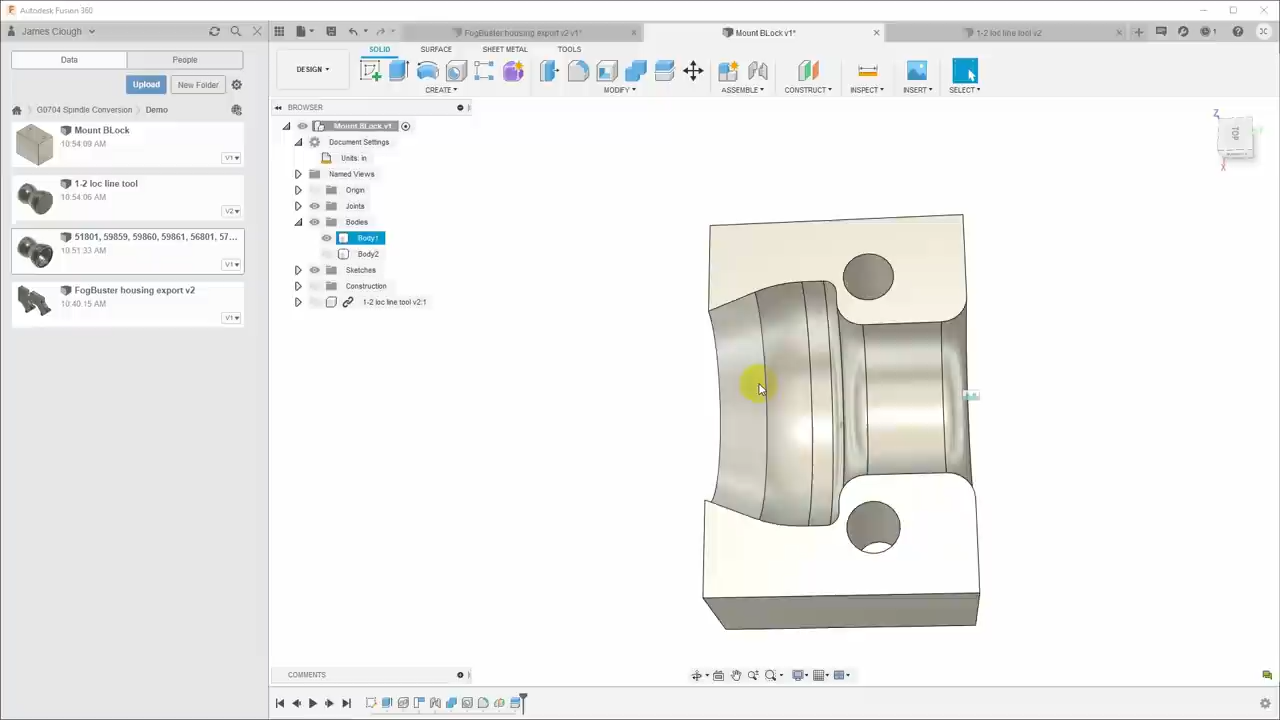 Autodesk Fusion 360
James Clough
FogBuster housing export v2 v1*
Mount BLock v1*
1-2 loc line tool v2
1
Data
People
SOLID
SURFACE
SHEET METAL
TOOLS
DESIGN
Upload
New Folder
CREATE
MODIFY
ASSEMBLE
CONSTRUCT
INSPECT
INSERT
SELECT
G0704 Spindle Conversion
Demo
BROWSER
Mount BLock
10:54:09 AM
V1
1-2 loc line tool
10:54:06 AM
V2
51801, 59859, 59860, 59861, 56801, 57...
10:51:33 AM
V1
FogBuster housing export v2
10:40:15 AM
V1
Mount BLock v1
Document Settings
Units: in
Named Views
Origin
Joints
Bodies
Body1
Body2
Sketches
Construction
1-2 loc line tool v2:1
Z
TOP
Y
X
COMMENTS